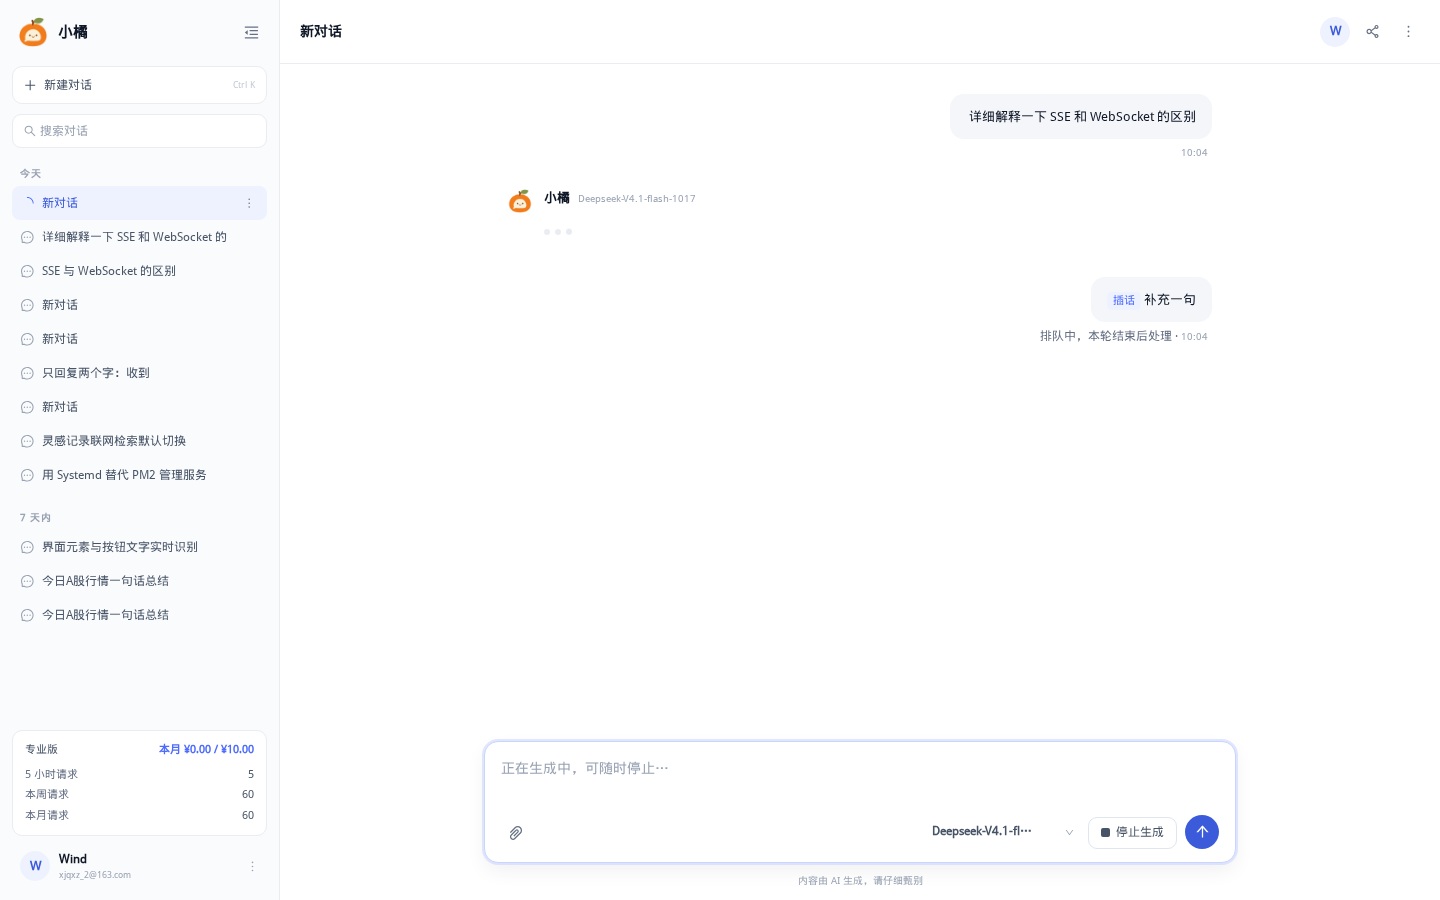 小橘
新建对话
Ctrl K
搜索对话
今天
新对话
详细解释一下 SSE 和 WebSocket 的
SSE 与 WebSocket 的区别
新对话
新对话
只回复两个字：收到
新对话
灵感记录联网检索默认切换
用 Systemd 替代 PM2 管理服务
7 天内
界面元素与按钮文字实时识别
今日A股行情一句话总结
今日A股行情一句话总结
专业版 本月 ¥0.00 / ¥10.00
5 小时请求 5
本周请求 60
本月请求 60
W
Wind
xjqxz_2@163.com
新对话
W
详细解释一下 SSE 和 WebSocket 的区别
10:04
小橘 Deepseek-V4.1-flash-1017
插话 补充一句
排队中，本轮结束后处理 · 10:04
正在生成中，可随时停止…
Deepseek-V4.1-fl…
停止生成
内容由 AI 生成，请仔细甄别